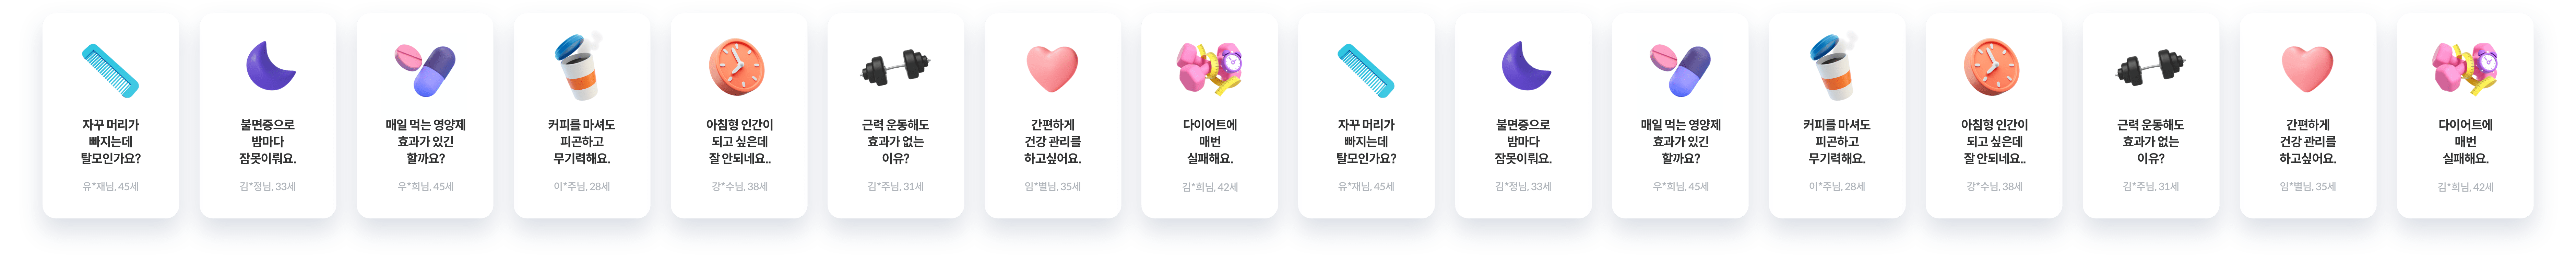 자꾸 머리가
빠지는데
탈모인가요?
유*재님, 45세
불면증으로
밤마다
잠못이뤄요.
김*정님, 33세
매일 먹는 영양제
효과가 있긴
할까요?
우*희님, 45세
커피를 마셔도
피곤하고
무기력해요.
이*주님, 28세
아침형 인간이
되고 싶은데
잘 안되네요..
강*수님, 38세
근력 운동해도
효과가 없는
이유?
김*주님, 31세
간편하게
건강 관리를
하고싶어요.
임*별님, 35세
다이어트에
매번
실패해요.
김*희님, 42세
자꾸 머리가
빠지는데
탈모인가요?
유*재님, 45세
불면증으로
밤마다
잠못이뤄요.
김*정님, 33세
매일 먹는 영양제
효과가 있긴
할까요?
우*희님, 45세
커피를 마셔도
피곤하고
무기력해요.
이*주님, 28세
아침형 인간이
되고 싶은데
잘 안되네요..
강*수님, 38세
근력 운동해도
효과가 없는
이유?
김*주님, 31세
간편하게
건강 관리를
하고싶어요.
임*별님, 35세
다이어트에
매번
실패해요.
김*희님, 42세